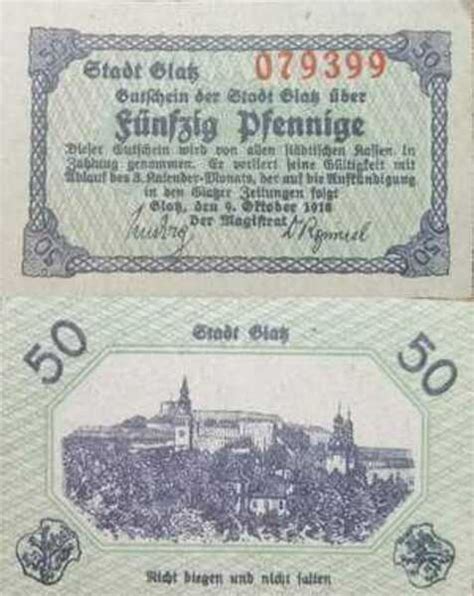 50 50
Stadt Glatz 079399
Gutschein der Stadt Glatz über
Fünfzig Pfennige
Dieser Gutschein wird von allen städtischen Kassen in
Zahlung genommen. Er verliert seine Gültigkeit mit
Ablauf des 3. Kalender-Monats, der auf die Aufkündigung
in den Glatzer Zeitungen folgt
Glatz, den 9. Oktober 1918
Der Magistrat
50 50
50 Stadt Glatz 50
Nicht biegen und nicht falten